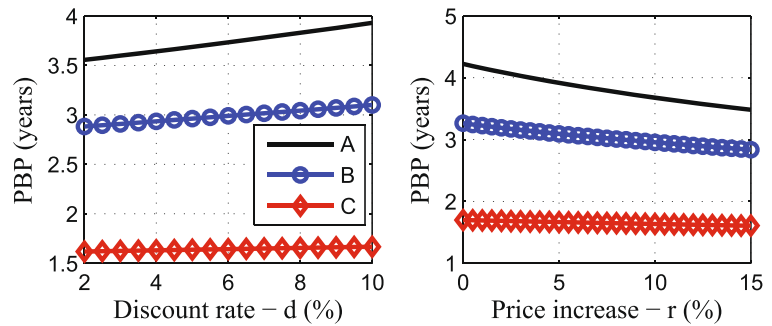 4
3.5
3
2.5
2
1.5
PBP (years)
2
4
6
8
10
Discount rate − d (%)
A
B
C
5
4
3
2
1
PBP (years)
0
5
10
15
Price increase − r (%)